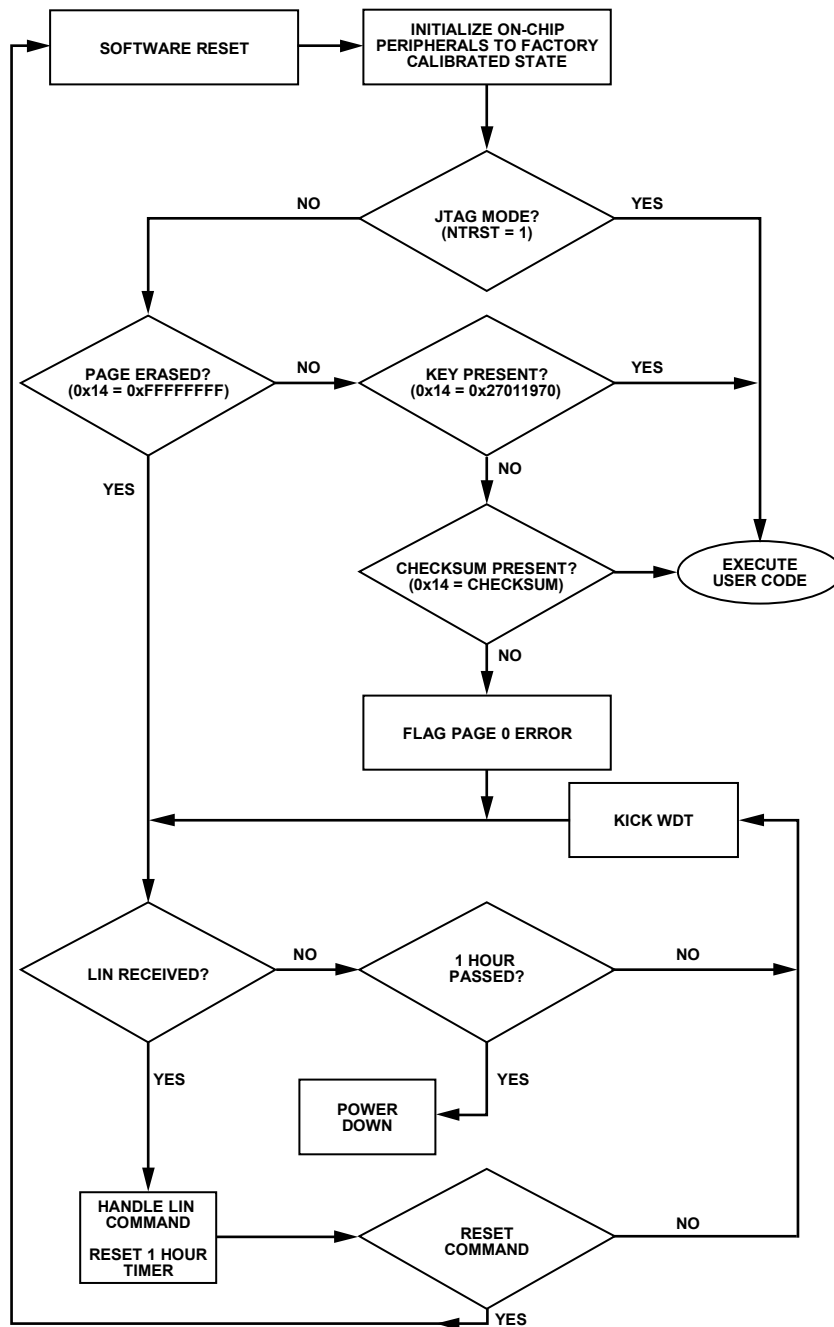 SOFTWARE RESET
INITIALIZE ON-CHIP
PERIPHERALS TO FACTORY
CALIBRATED STATE
NO
JTAG MODE?
(NTRST = 1)
YES
PAGE ERASED?
(0x14 = 0xFFFFFFFF)
NO
KEY PRESENT?
(0x14 = 0x27011970)
YES
YES
NO
CHECKSUM PRESENT?
(0x14 = CHECKSUM)
EXECUTE
USER CODE
NO
FLAG PAGE 0 ERROR
KICK WDT
LIN RECEIVED?
NO
1 HOUR
PASSED?
NO
YES
YES
POWER
DOWN
HANDLE LIN
COMMAND
RESET 1 HOUR
TIMER
RESET
COMMAND
NO
YES